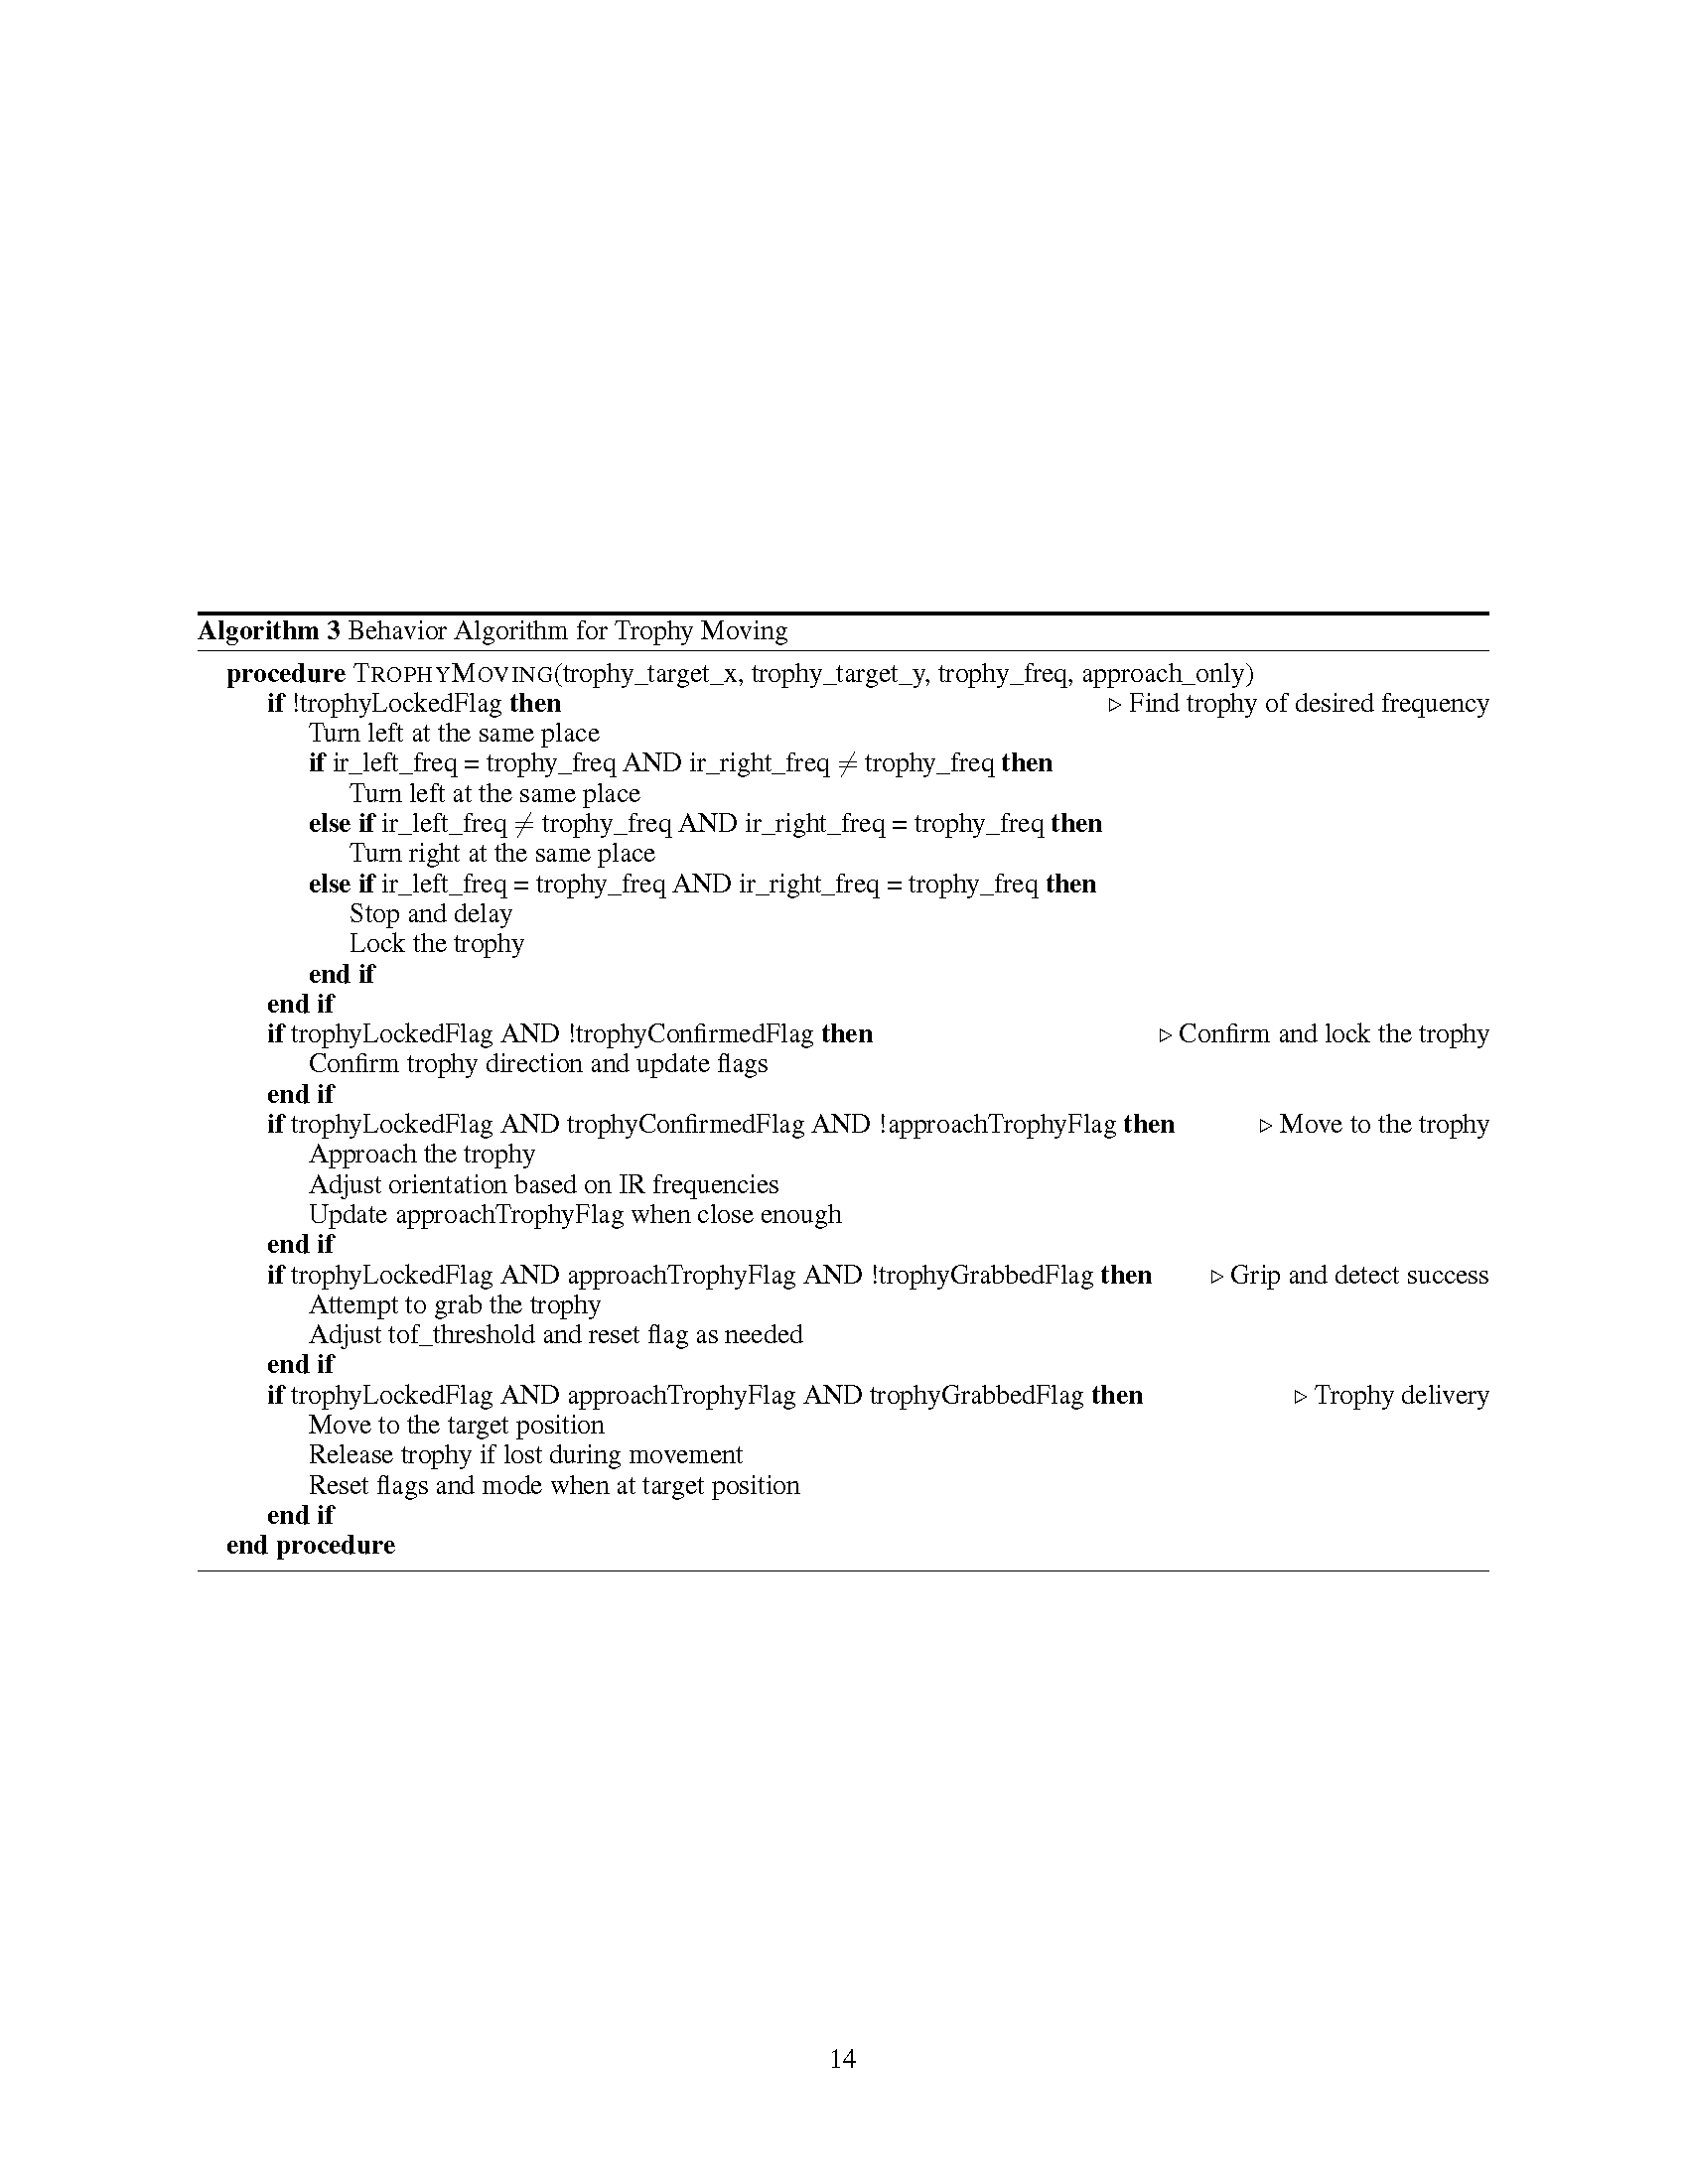 Algorithm 3 Behavior Algorithm for Trophy Moving
procedure TROPHYMOVING(trophy_target_x, trophy_target_y, trophy_freq, approach_only)
if !trophyLockedFlag then ▷ Find trophy of desired frequency
Turn left at the same place
if ir_left_freq = trophy_freq AND ir_right_freq ≠ trophy_freq then
Turn left at the same place
else if ir_left_freq ≠ trophy_freq AND ir_right_freq = trophy_freq then
Turn right at the same place
else if ir_left_freq = trophy_freq AND ir_right_freq = trophy_freq then
Stop and delay
Lock the trophy
end if
end if
if trophyLockedFlag AND !trophyConfirmedFlag then ▷ Confirm and lock the trophy
Confirm trophy direction and update flags
end if
if trophyLockedFlag AND trophyConfirmedFlag AND !approachTrophyFlag then ▷ Move to the trophy
Approach the trophy
Adjust orientation based on IR frequencies
Update approachTrophyFlag when close enough
end if
if trophyLockedFlag AND approachTrophyFlag AND !trophyGrabbedFlag then ▷ Grip and detect success
Attempt to grab the trophy
Adjust tof_threshold and reset flag as needed
end if
if trophyLockedFlag AND approachTrophyFlag AND trophyGrabbedFlag then ▷ Trophy delivery
Move to the target position
Release trophy if lost during movement
Reset flags and mode when at target position
end if
end procedure
14